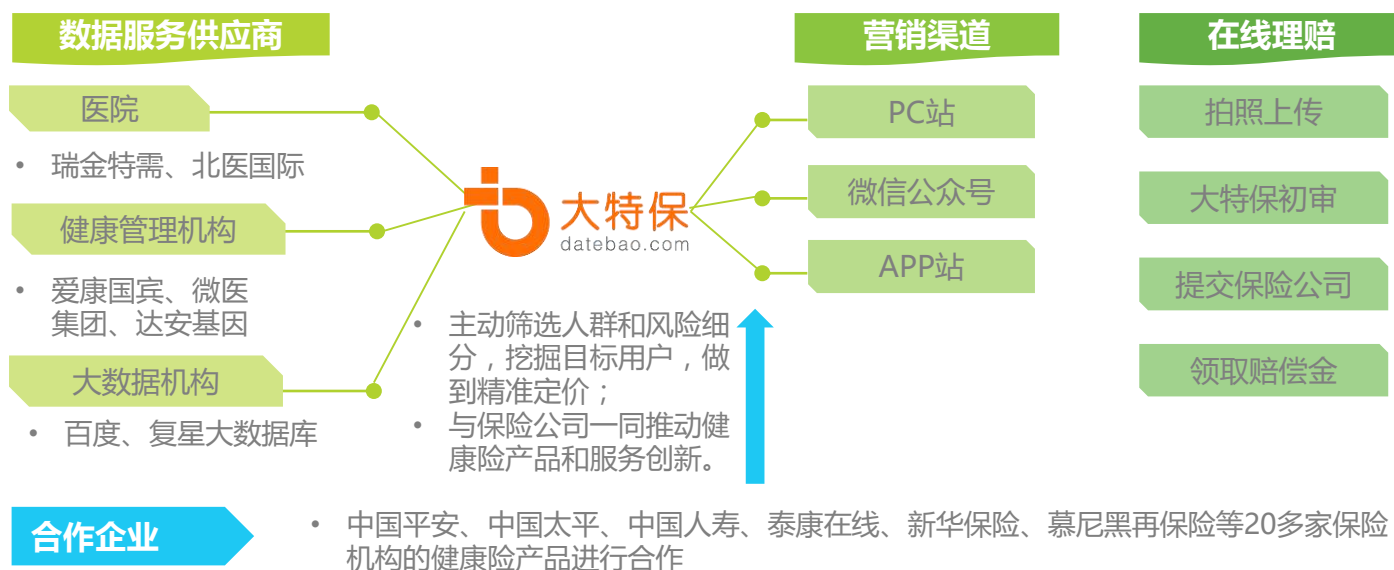 数据服务供应商
医院
• 瑞金特需、北医国际
健康管理机构
• 爱康国宾、微医
集团、达安基因
大数据机构
• 百度、复星大数据库
大特保
datebao.com
• 主动筛选人群和风险细
分，挖掘目标用户，做
到精准定价；
• 与保险公司一同推动健
康险产品和服务创新。
营销渠道
PC站
微信公众号
APP站
在线理赔
拍照上传
大特保初审
提交保险公司
领取赔偿金
合作企业
• 中国平安、中国太平、中国人寿、泰康在线、新华保险、慕尼黑再保险等20多家保险
机构的健康险产品进行合作